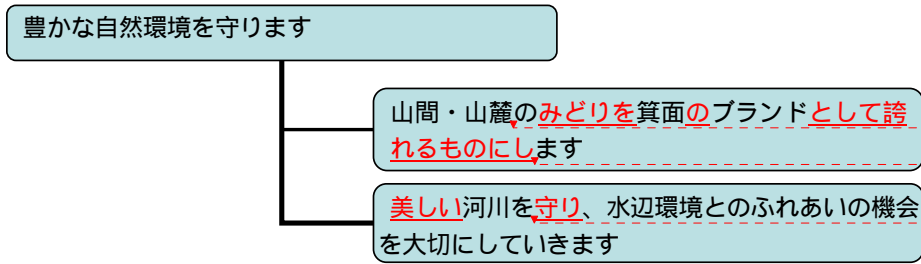 豊かな自然環境を守ります
山間・山麓のみどりを箕面のブランドとして誇
れるものにします
美しい河川を守り、水辺環境とのふれあいの機会
を大切にしていきます